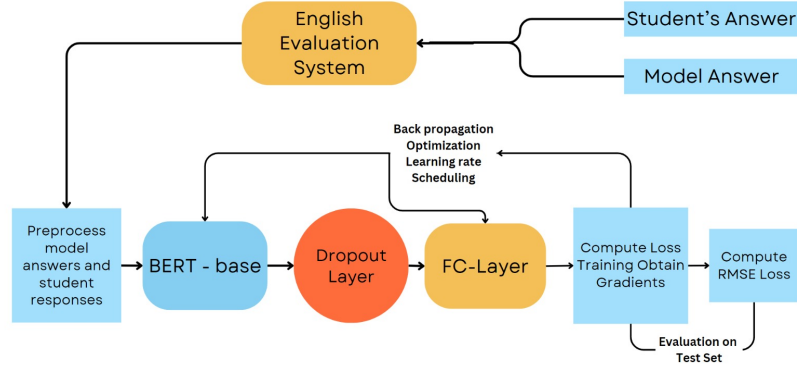 English
Evaluation
System
Student's Answer
Model Answer
Back propagation
Optimization
Learning rate
Scheduling
Preprocess
model
answers and
student
responses
BERT - base
Dropout
Layer
FC-Layer
Compute Loss
Training Obtain
Gradients
Compute
RMSE Loss
Evaluation on
Test Set